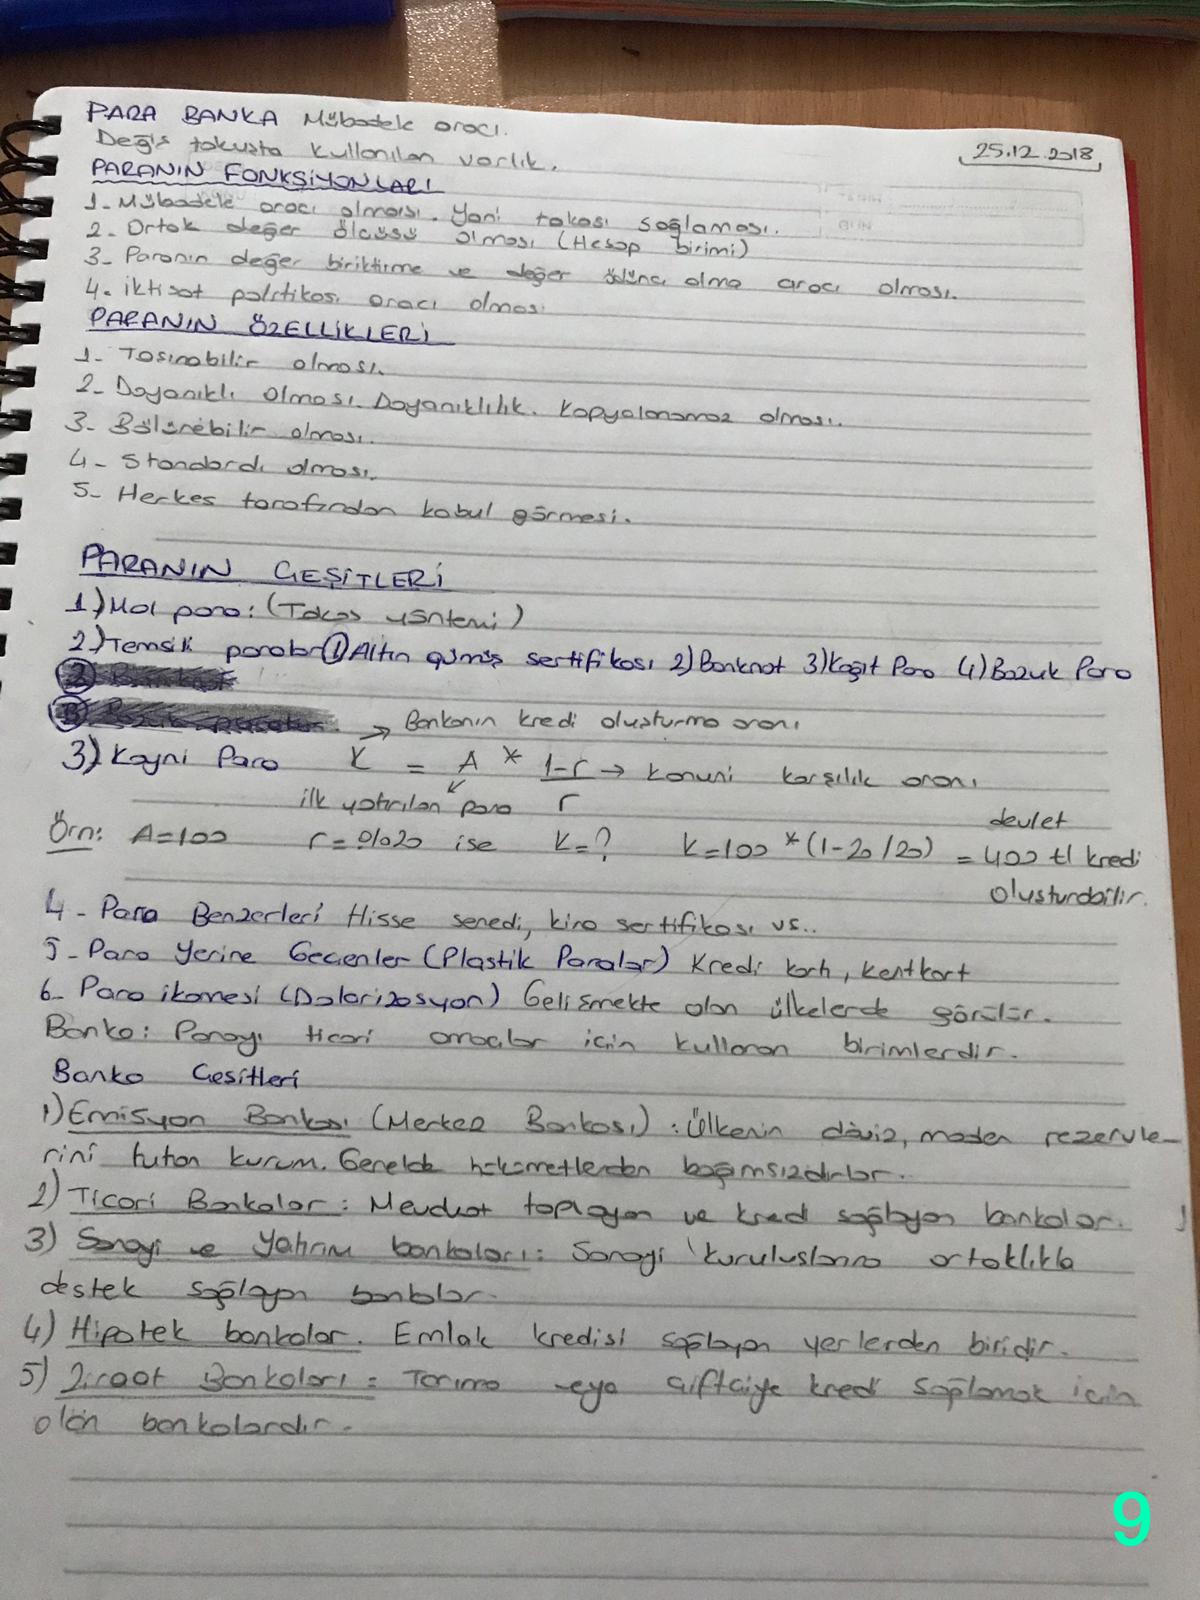 PARA BANKA Mübadele aracı.
25.12.2018
Değiş tokuşta kullanılan varlık.
PARANIN FONKSİYONLARI
1- Mübadele aracı olması. Yani takası sağlaması.
2- Ortak değer ölçüsü olması (Hesap birimi)
3- Paranın değer biriktirme ve değer ödünç alma aracı olması.
4. iktisat politikası aracı olması
PARANIN ÖZELLİKLERİ
1- Taşınabilir olması.
2- Dayanıklı olması. Dayanıklılık. Kopyalanamaz olması.
3- Bölünebilir olması.
4- Standardı olması.
5- Herkes tarafından kabul görmesi.
PARANIN ÇEŞİTLERİ
1) Mal para: (Takas yöntemi)
2) Temsili paralar 1) Altın gümüş sertifikası 2) Banknot 3) Kağıt Para 4) Bozuk Para
→ Bankanın kredi oluşturma oranı
3) Kaydi Para K = A * 1-r → kanuni karşılık oranı
ilk yatırılan para r
devlet
Örn: A=100 r=%20 ise K=? K=100 * (1-20/20) = 400 tl kredi
oluşturabilir.
4- Para Benzerleri Hisse senedi, kira sertifikası vs..
5- Para Yerine Geçenler (Plastik Paralar) Kredi kartı, kentkart
6- Para ikamesi (Dolarizasyon) Gelişmekte olan ülkelerde görülür.
Banka: Parayı ticari amaçlar için kullanan birimlerdir.
Banka Çeşitleri
1) Emisyon Bankası (Merkez Bankası) : Ülkenin döviz, maden rezervle-
rini tutan kurum. Genelde hükümetlerden bağımsızdırlar.
2) Ticari Bankalar : Mevduat toplayan ve kredi sağlayan bankalar.
3) Sanayi ve Yatırım bankaları : Sanayi kuruluşlarına ortaklıkla
destek sağlayan bankalar.
4) Hipotek bankalar. Emlak kredisi sağlayan yerlerden biridir.
5) Ziraat Bankaları : Tarıma veya çiftçiye kredi sağlamak için
olan bankalardır.
9